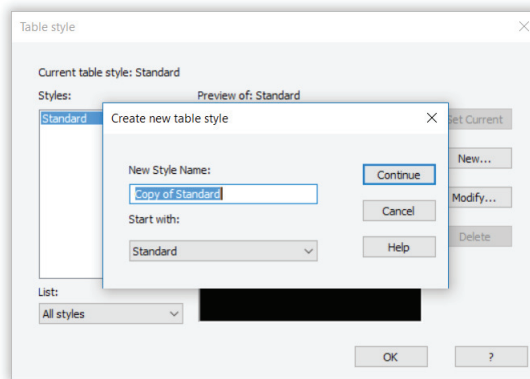 Table style
Current table style: Standard
Styles:
Preview of: Standard
Standard
Set Current
New...
Modify...
Delete
Create new table style
New Style Name:
Copy of Standard
Start with:
Standard
Continue
Cancel
Help
List:
All styles
OK
?